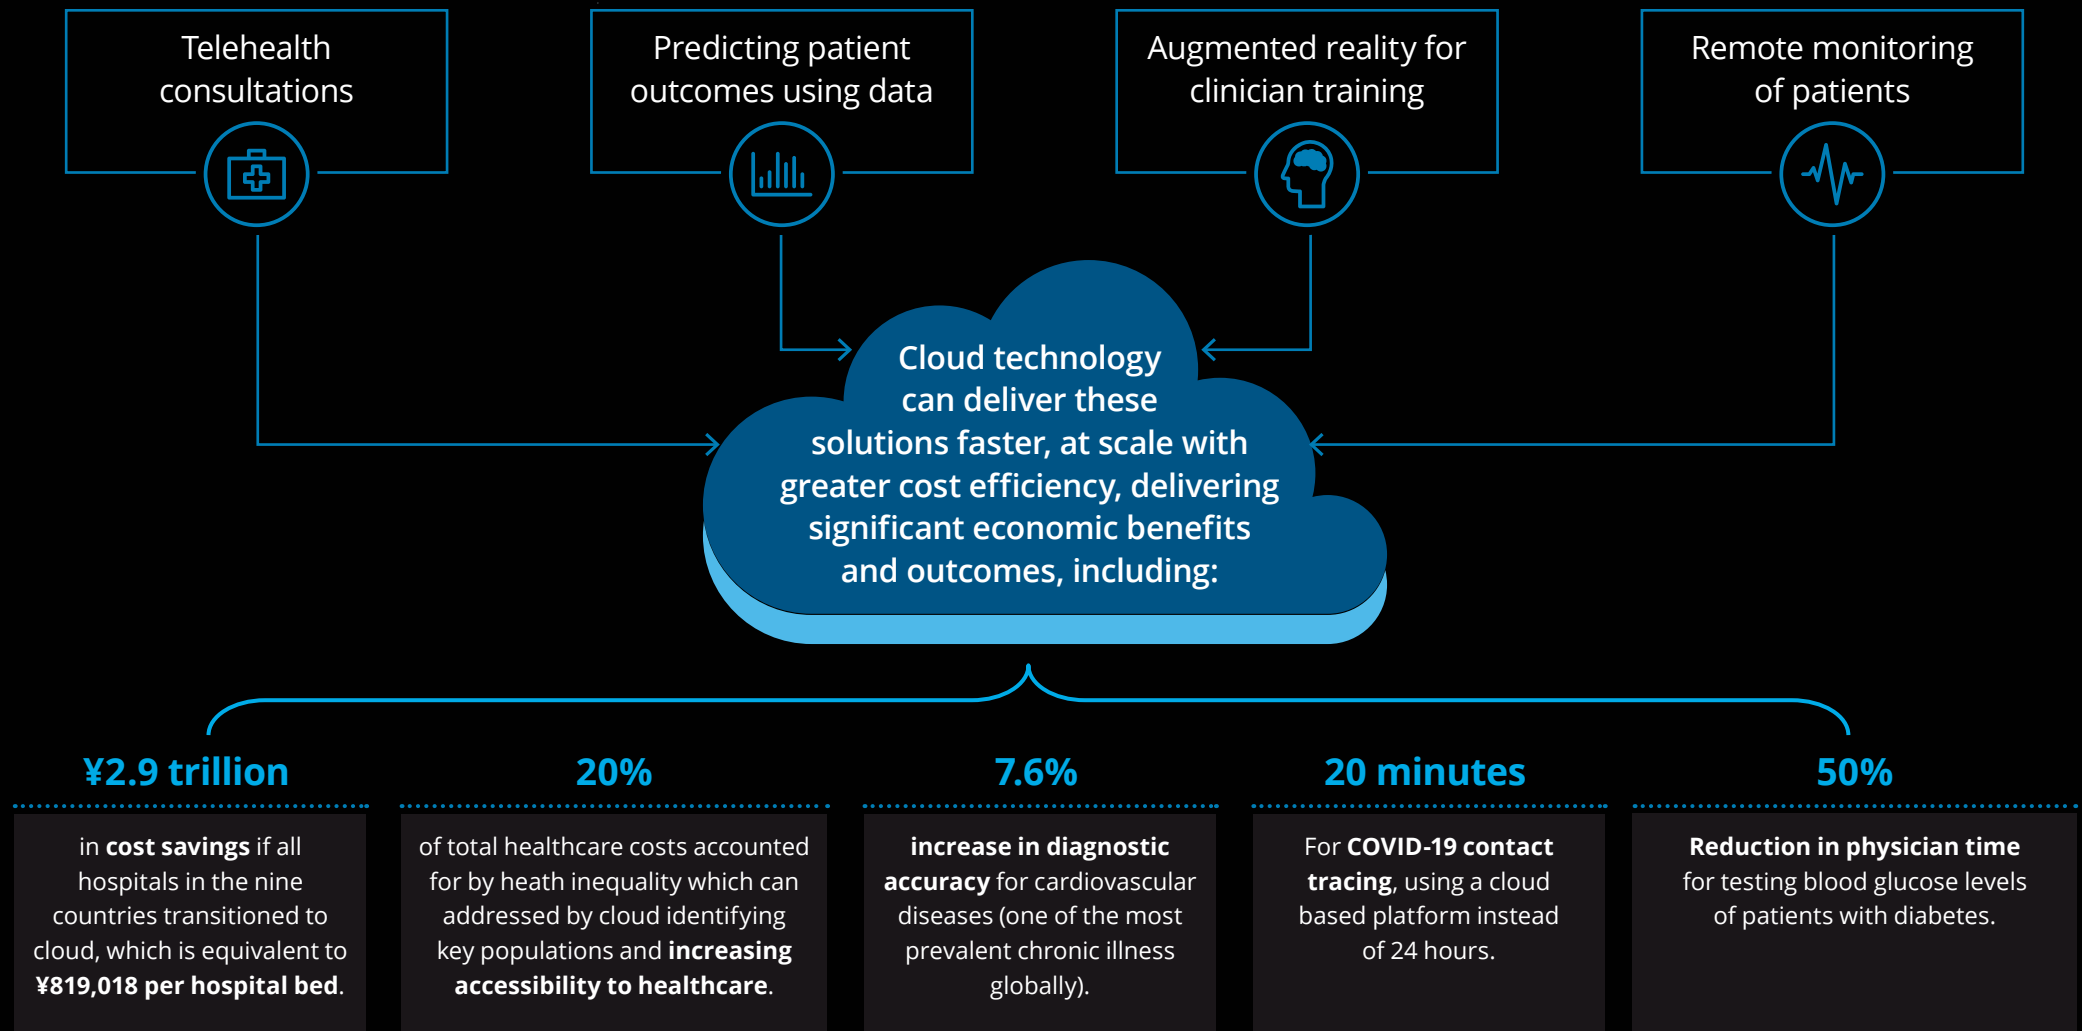 Telehealth
consultations
Predicting patient
outcomes using data
Augmented reality for
clinician training
Remote monitoring
of patients
Cloud technology
can deliver these
solutions faster, at scale with
greater cost efficiency, delivering
significant economic benefits
and outcomes, including:
¥2.9 trillion
in cost savings if all
hospitals in the nine
countries transitioned to
cloud, which is equivalent to
¥819,018 per hospital bed.
20%
of total healthcare costs accounted
for by heath inequality which can
addressed by cloud identifying
key populations and increasing
accessibility to healthcare.
7.6%
increase in diagnostic
accuracy for cardiovascular
diseases (one of the most
prevalent chronic illness
globally).
20 minutes
For COVID-19 contact
tracing, using a cloud
based platform instead
of 24 hours.
50%
Reduction in physician time
for testing blood glucose levels
of patients with diabetes.